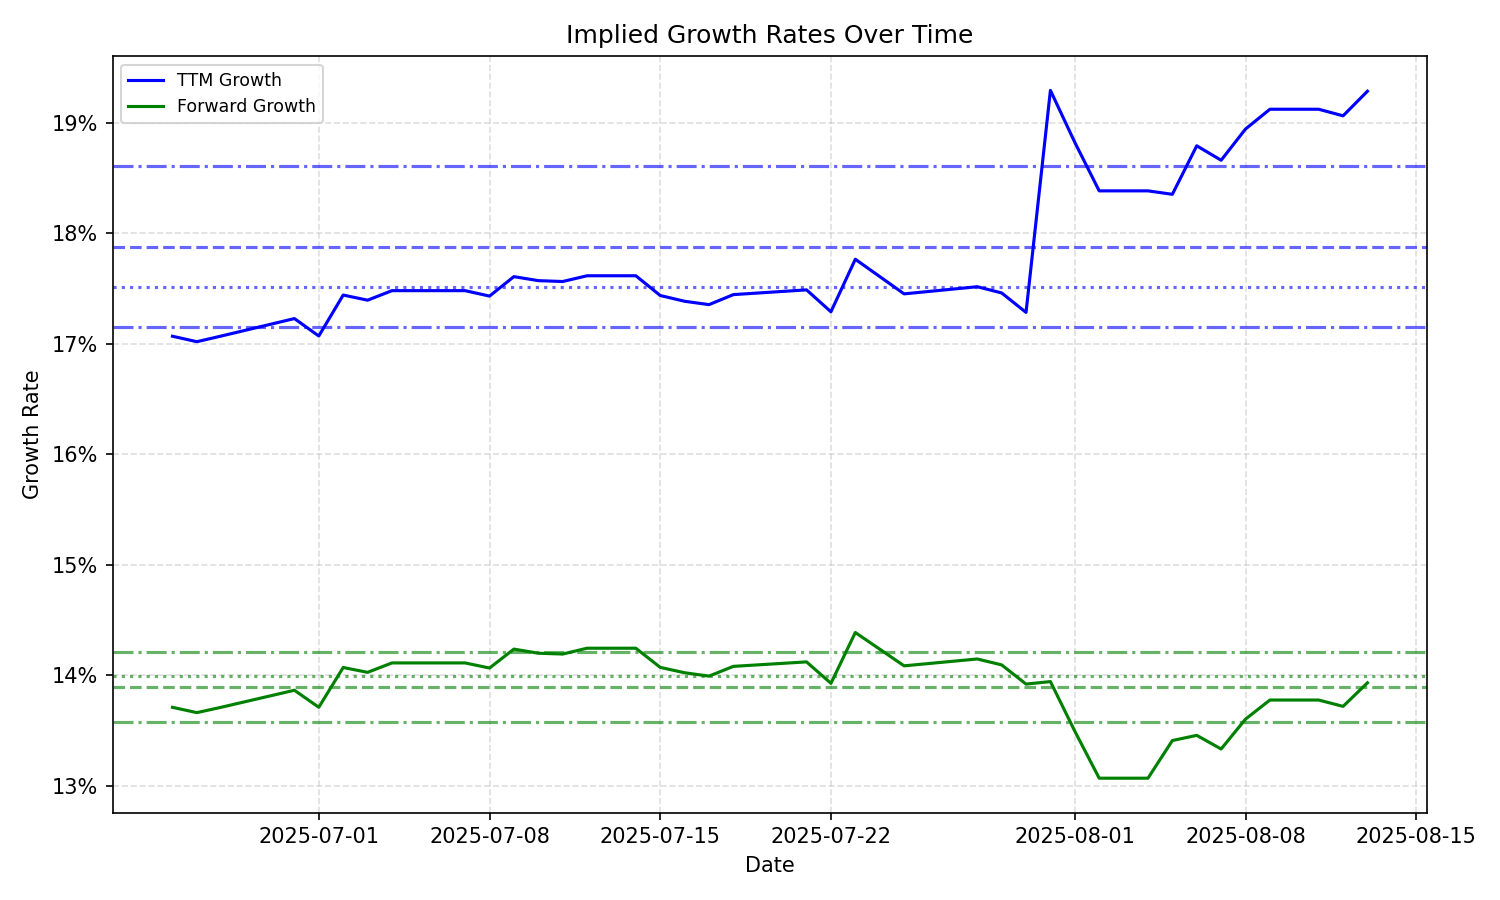 Implied Growth Rates Over Time
TTM Growth
Forward Growth
19%
18%
17%
16%
15%
14%
13%
Growth Rate
2025-07-01
2025-07-08
2025-07-15
2025-07-22
2025-08-01
2025-08-08
2025-08-15
Date